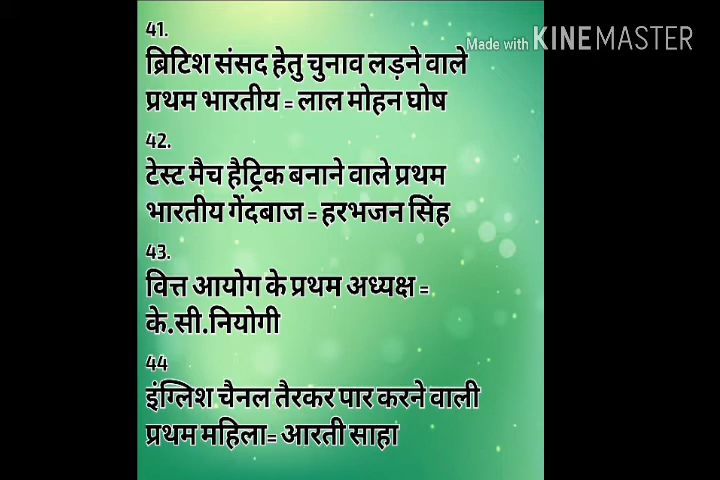 41.
Made with KINEMASTER
ब्रिटिश संसद हेतु चुनाव लड़ने वाले
प्रथम भारतीय = लाल मोहन घोष
42.
टेस्ट मैच हैट्रिक बनाने वाले प्रथम
भारतीय गेंदबाज = हरभजन सिंह
43.
वित्त आयोग के प्रथम अध्यक्ष =
के.सी.नियोगी
44
इंग्लिश चैनल तैरकर पार करने वाली
प्रथम महिला= आरती साहा